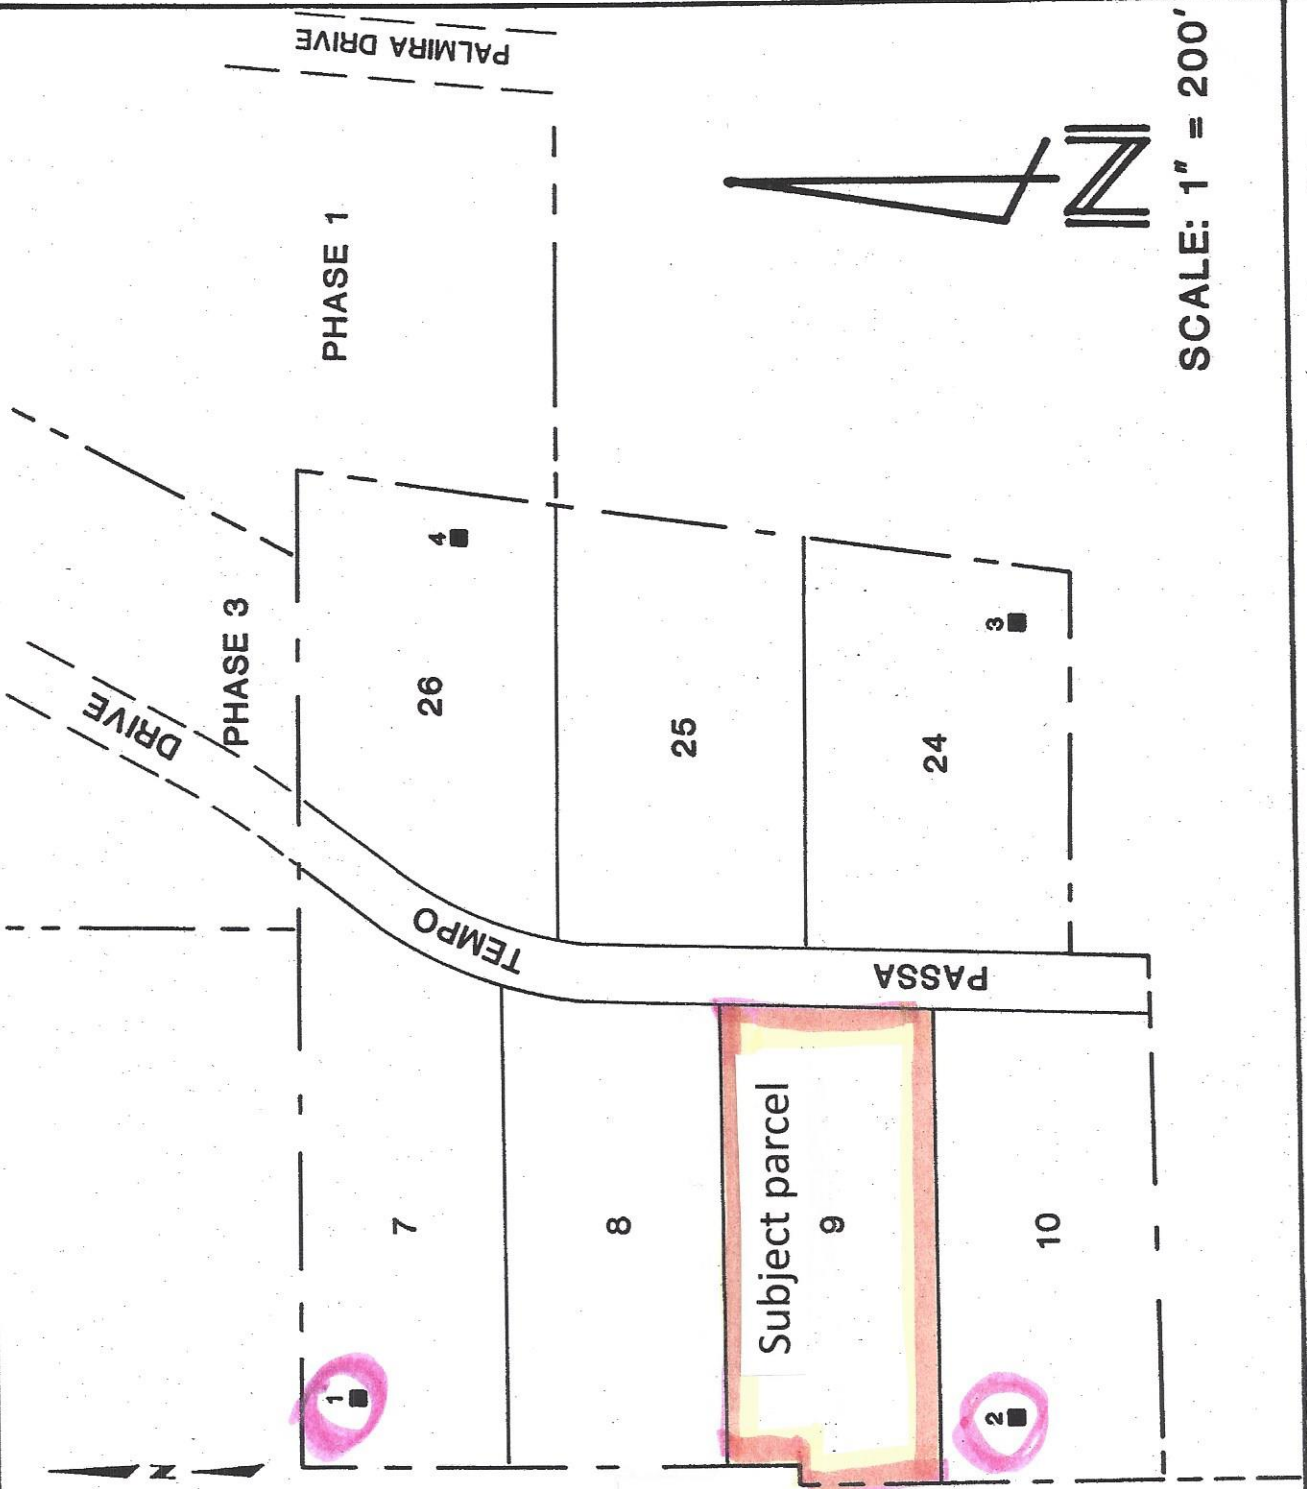 PALMIRA DRIVE
PHASE 1
N
SCALE: 1" = 200'
PHASE 3
DRIVE
4
26
25
3
24
TEMPO
PASSA
7
8
Subject parcel
9
10
1
2
N